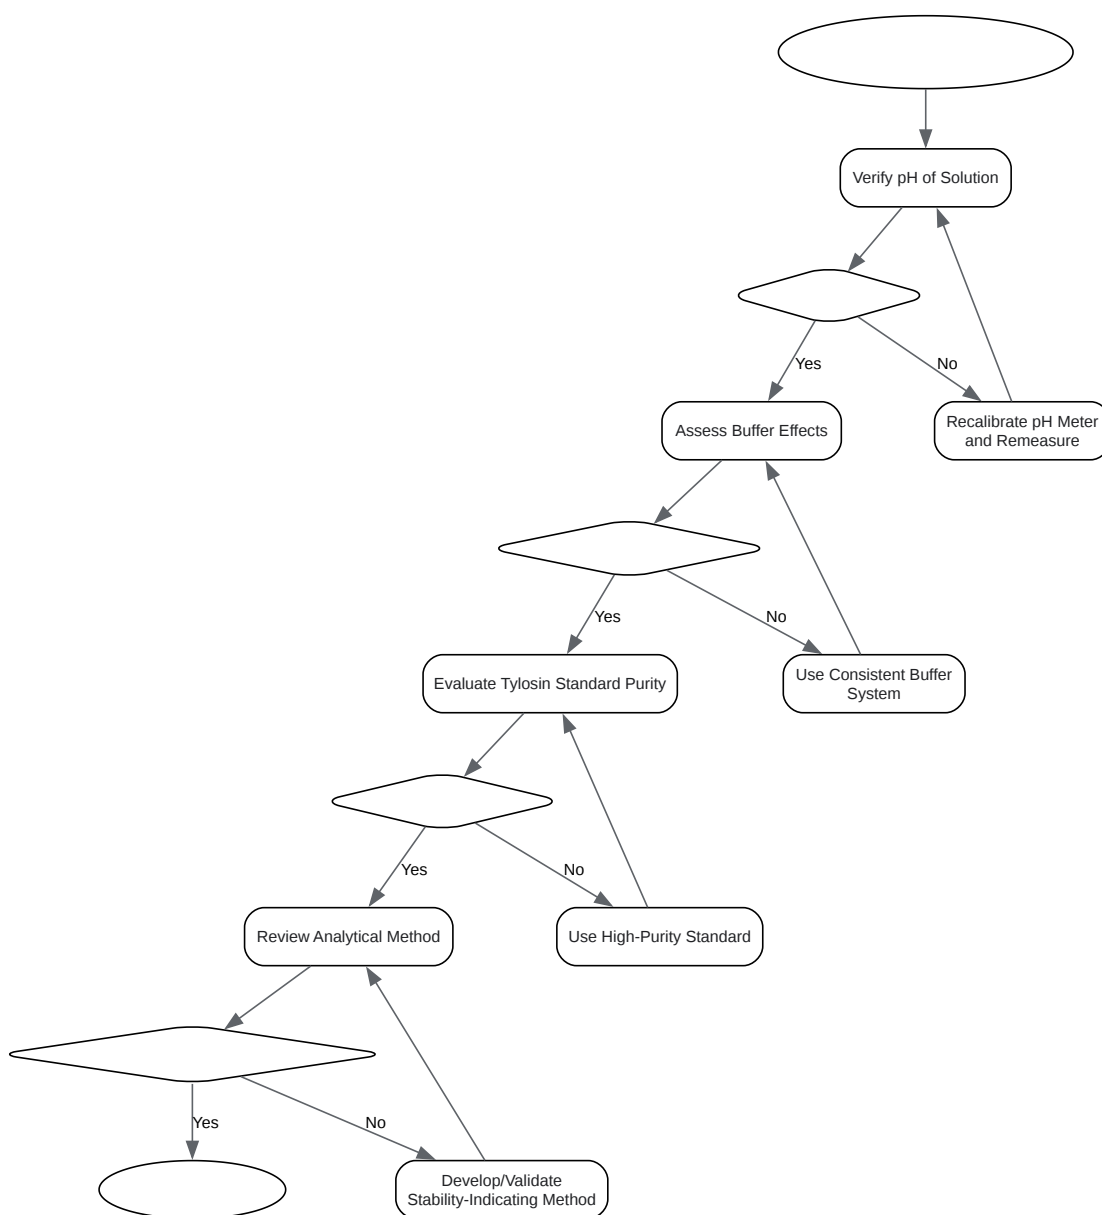 Verify pH of Solution
Yes
No
Assess Buffer Effects
Recalibrate pH Meter
and Remeasure
Yes
No
Evaluate Tylosin Standard Purity
Use Consistent Buffer
System
Yes
No
Review Analytical Method
Use High-Purity Standard
Yes
No
Develop/Validate
Stability-Indicating Method